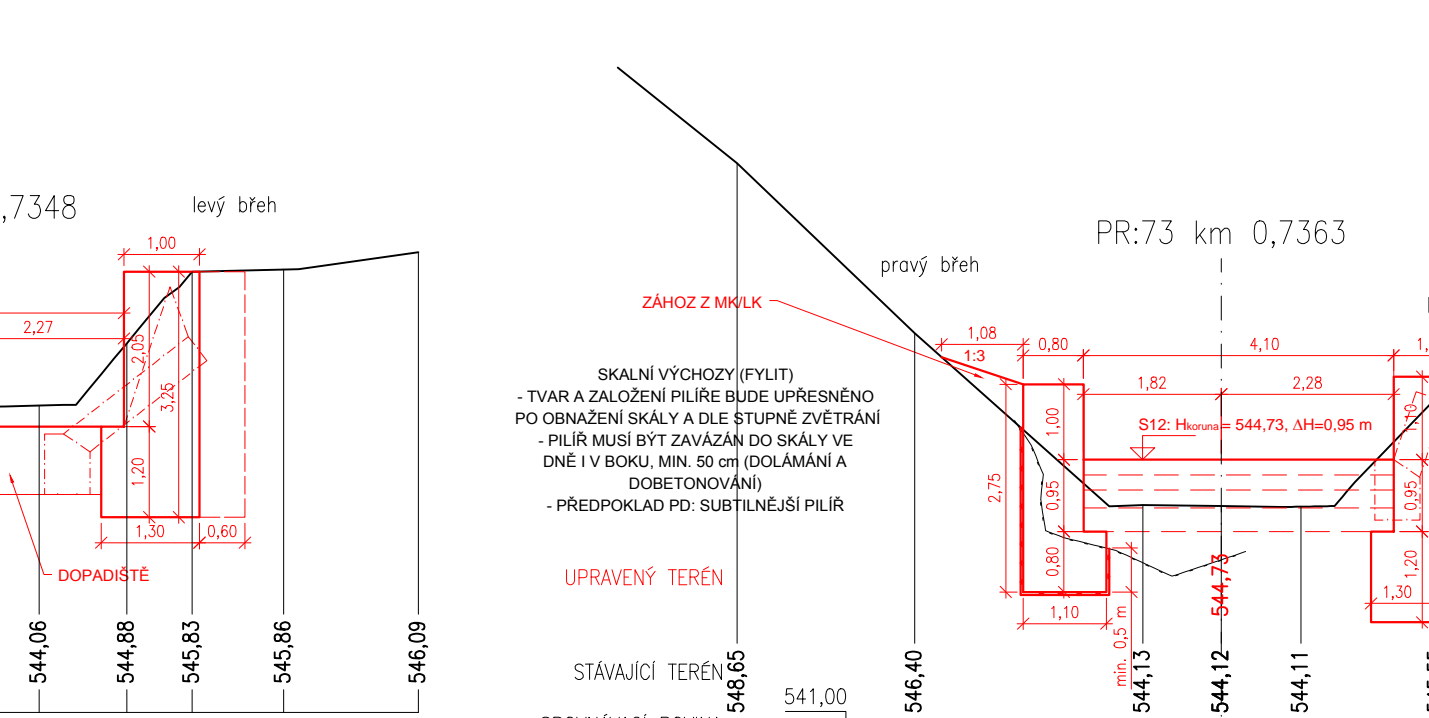 ,7348
levý břeh
1,00
2,27
2,05
3,25
1,20
1,30
0,60
DOPADIŠTĚ
544,06
544,88
545,83
545,86
546,09
PR:73 km 0,7363
pravý břeh
ZÁHOZ Z MK/LK
1,08
1:3
0,80
4,10
1,
1,82
2,28
SKALNÍ VÝCHOZY (FYLIT)
- TVAR A ZALOŽENÍ PILÍŘE BUDE UPŘESNĚNO
PO OBNAŽENÍ SKÁLY A DLE STUPNĚ ZVĚTRÁNÍ
- PILÍŘ MUSÍ BÝT ZAVÁZÁN DO SKÁLY VE
DNĚ I V BOKU, MIN. 50 cm (DOLÁMÁNÍ A
DOBETONOVÁNÍ)
- PŘEDPOKLAD PD: SUBTILNĚJŠÍ PILÍŘ
S12: Hkoruna = 544,73, ΔH=0,95 m
1,00
2,75
0,95
0,80
1,10
min. 0,5 m
1,10
0,95
1,20
1,30
UPRAVENÝ TERÉN
544,73
STÁVAJÍCÍ TERÉN
548,65
546,40
544,13
544,12
544,11
541,00